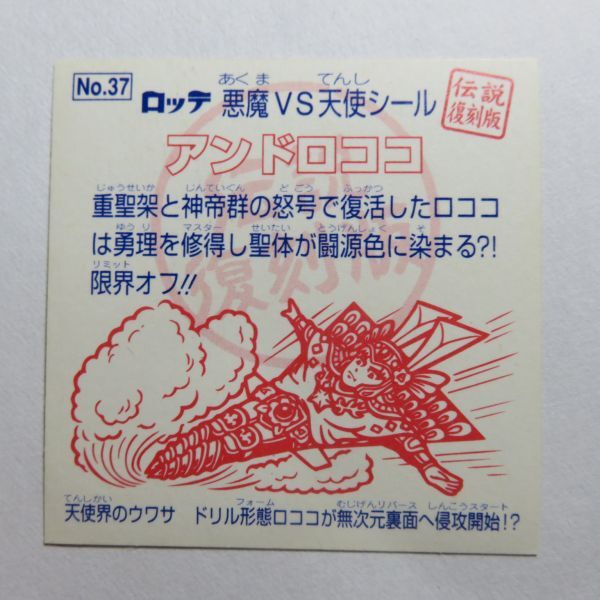 No.37
ロッテ 悪魔VS天使シール
あくま てんし
伝説
復刻版
アンドロココ
じゅうせいか じんていぐん どごう ふっかつ
重聖架と神帝群の怒号で復活したロココ
ゆうり マスター せいたい とうげんしょく そ
は勇理を修得し聖体が闘源色に染まる?!
リミット
限界オフ!!
てんしかい フォーム むじげんリバース しんこうスタート
天使界のウワサ ドリル形態ロココが無次元裏面へ侵攻開始!?